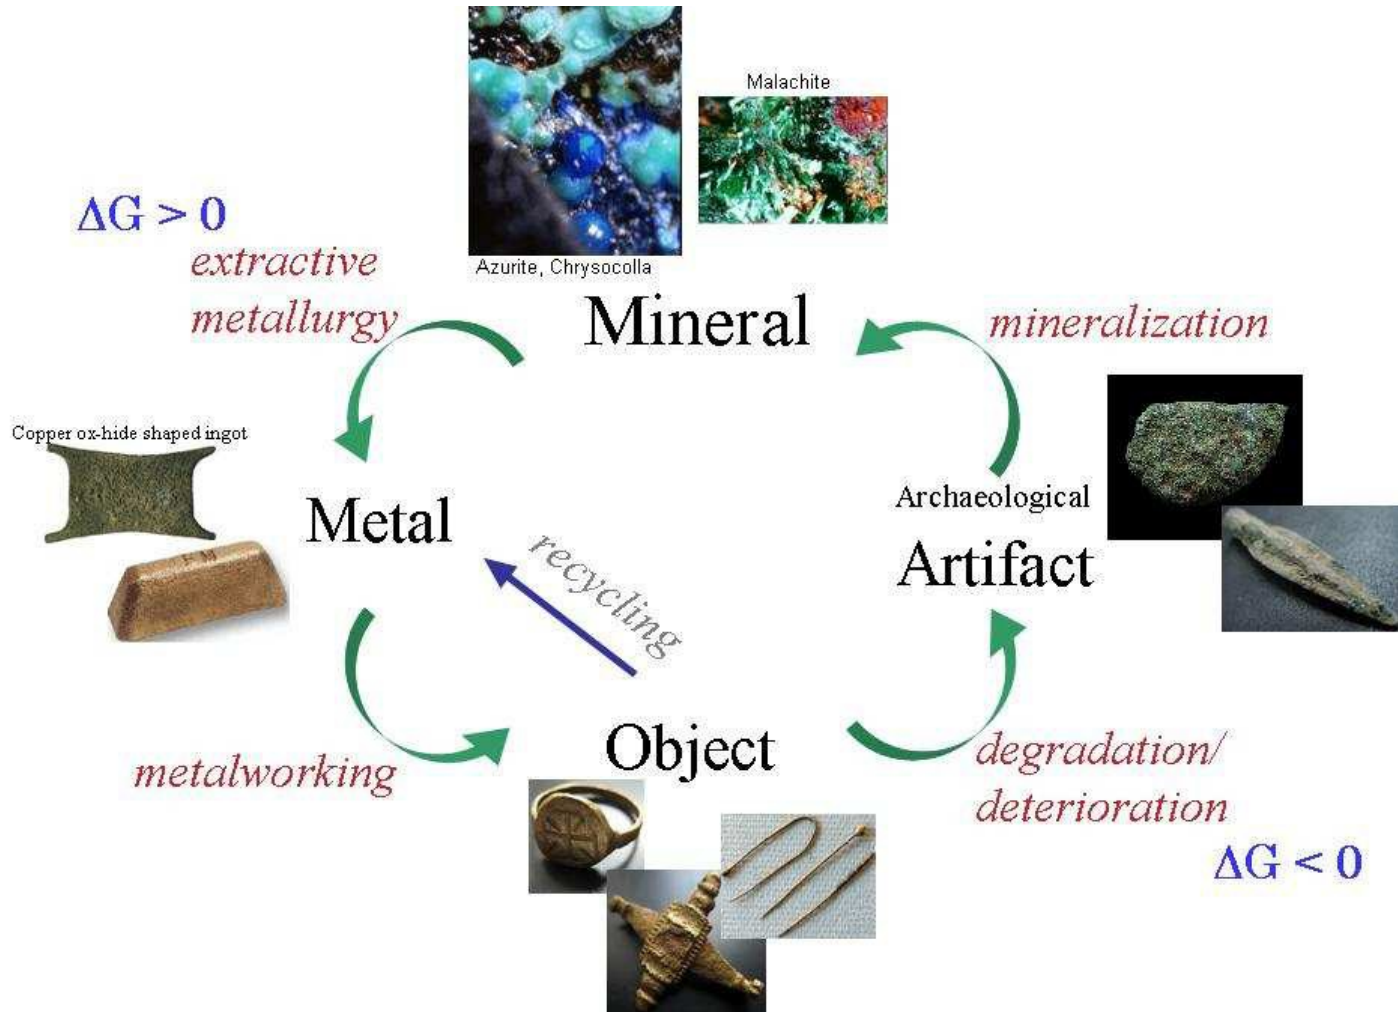 Malachite
ΔG > 0
extractive
metallurgy
Azurite, Chrysocolla
Mineral
mineralization
Copper ox-hide shaped ingot
Metal
Archaeological
Artifact
recycling
Object
metalworking
degradation/
deterioration
ΔG < 0